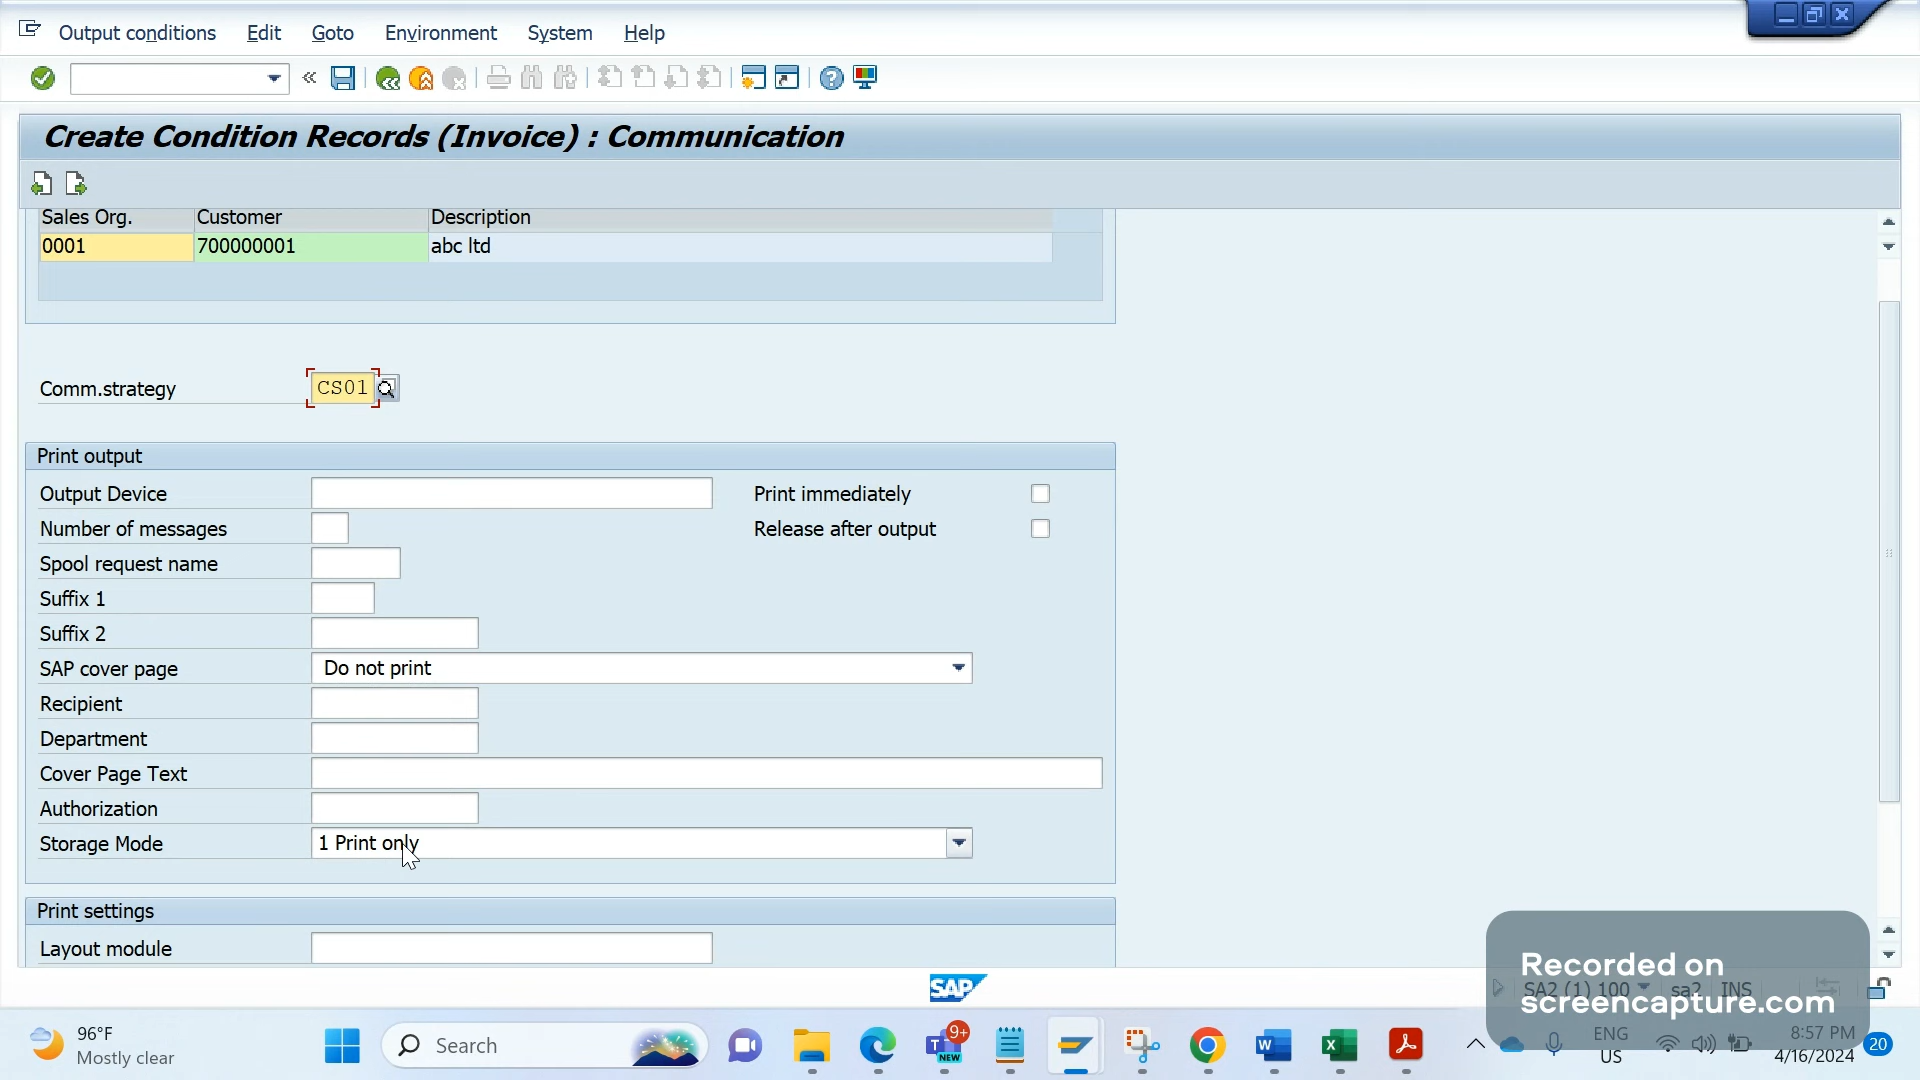 Output conditions Edit Goto Environment System Help
Create Condition Records (Invoice) : Communication
Sales Org. Customer Description
0001 700000001 abc ltd
Comm.strategy CS01
Print output
Output Device Print immediately
Number of messages Release after output
Spool request name
Suffix 1
Suffix 2
SAP cover page Do not print
Recipient
Department
Cover Page Text
Authorization
Storage Mode 1 Print only
Print settings
Layout module
SAP
SA2 (1) 100 sa2 INS
Recorded on
screencapture.com
96°F
Mostly clear
Search
9+
NEW
ENG
US
8:57 PM
4/16/2024
20